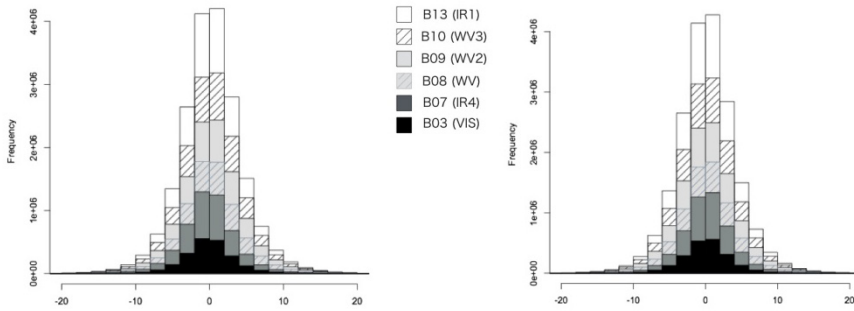 Frequency
4e+06
3e+06
2e+06
1e+06
0e+00
-20 -10 0 10 20
B13 (IR1)
B10 (WV3)
B09 (WV2)
B08 (WV)
B07 (IR4)
B03 (VIS)
Frequency
4e+06
3e+06
2e+06
1e+06
0e+00
-20 -10 0 10 20